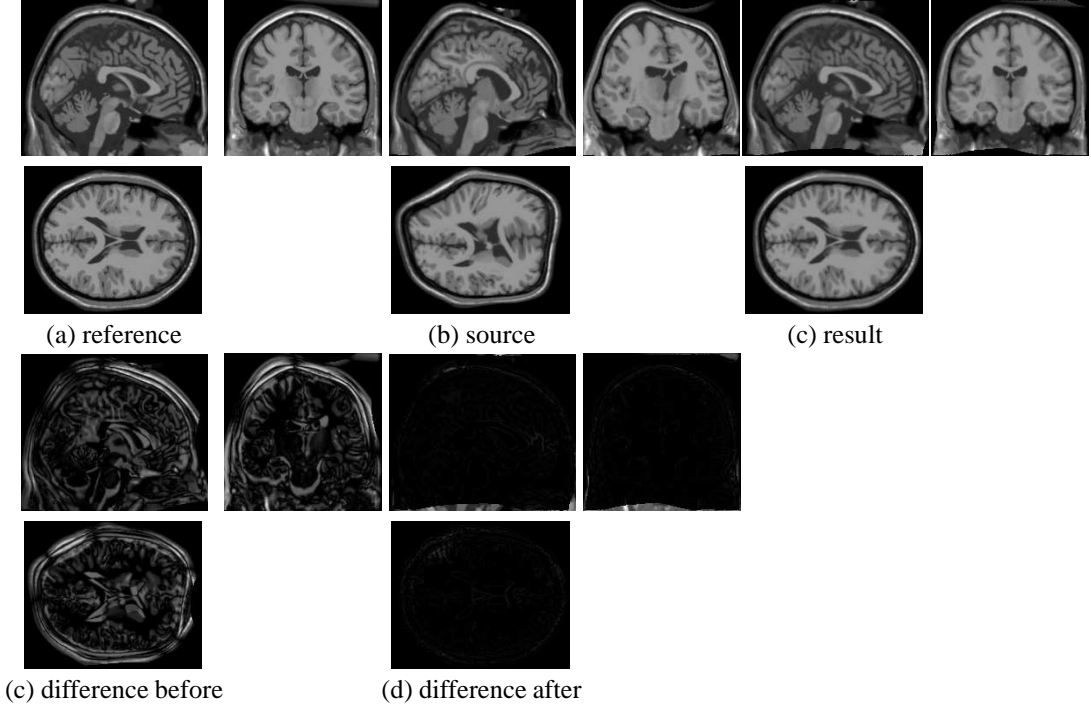 (a) reference
(b) source
(c) result
(c) difference before
(d) difference after